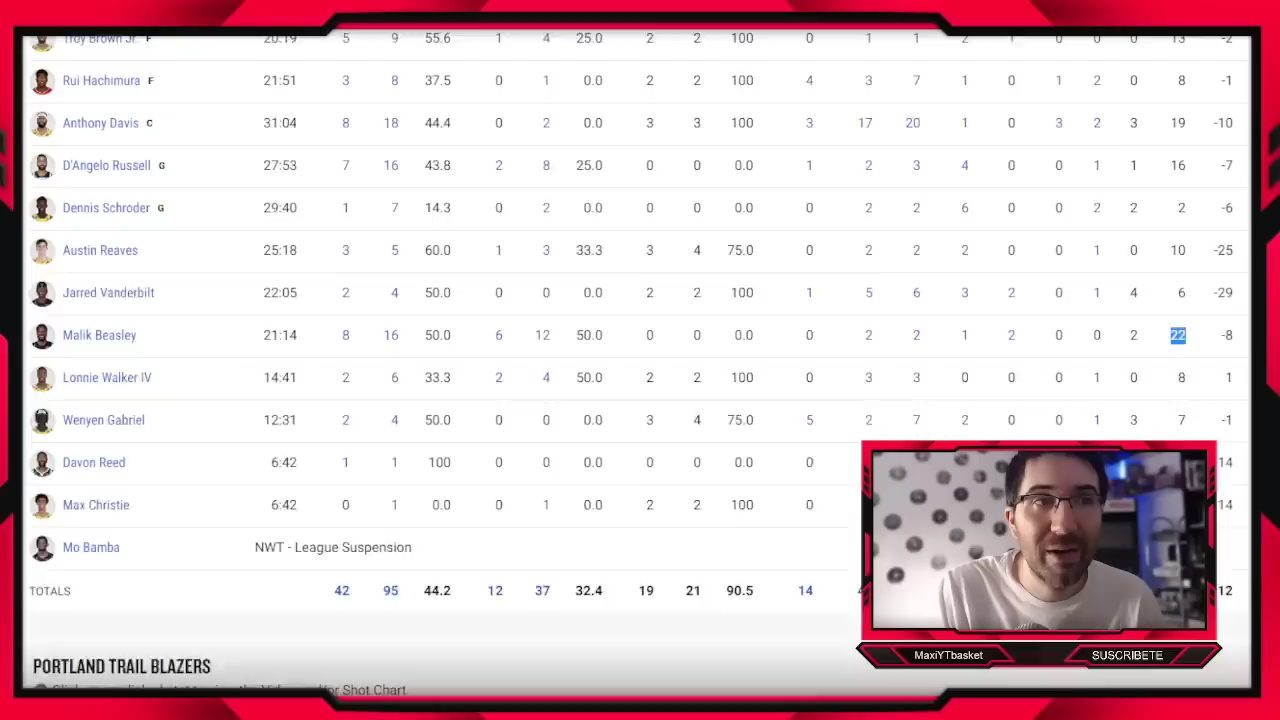 Troy Brown Jr. F 20:19 5 9 55.6 1 4 25.0 2 2 100 0 1 1 2 1 0 0 0 13 -2
Rui Hachimura F 21:51 3 8 37.5 0 1 0.0 2 2 100 4 3 7 1 0 1 2 0 8 -1
Anthony Davis C 31:04 8 18 44.4 0 2 0.0 3 3 100 3 17 20 1 0 3 2 3 19 -10
D'Angelo Russell G 27:53 7 16 43.8 2 8 25.0 0 0 0.0 1 2 3 4 0 0 1 1 16 -7
Dennis Schroder G 29:40 1 7 14.3 0 2 0.0 0 0 0.0 0 2 2 6 0 0 2 2 2 -6
Austin Reaves 25:18 3 5 60.0 1 3 33.3 3 4 75.0 0 2 2 2 0 0 1 0 10 -25
Jarred Vanderbilt 22:05 2 4 50.0 0 0 0.0 2 2 100 1 5 6 3 2 0 1 4 6 -29
Malik Beasley 21:14 8 16 50.0 6 12 50.0 0 0 0.0 0 2 2 1 2 0 0 2 22 -8
Lonnie Walker IV 14:41 2 6 33.3 2 4 50.0 2 2 100 0 3 3 0 0 0 1 0 8 1
Wenyen Gabriel 12:31 2 4 50.0 0 0 0.0 3 4 75.0 5 2 7 2 0 0 1 3 7 -1
Davon Reed 6:42 1 1 100 0 0 0.0 0 0 0.0 0 14
Max Christie 6:42 0 1 0.0 0 1 0.0 2 2 100 0 14
Mo Bamba NWT - League Suspension
TOTALS 42 95 44.2 12 37 32.4 19 21 90.5 14 12
PORTLAND TRAIL BLAZERS
Shot Chart
MaxiYTbasket SUSCRIBETE